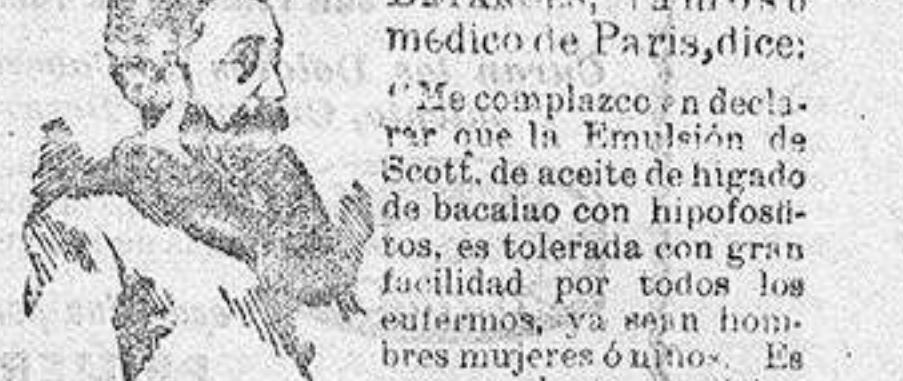 médico de Paris, dice:
“Me complazco en decla-
rar que la Emulsión de
Scott, de aceite de higado
de bacalao con hipofosfi-
tos, es tolerada con gran
facilidad por todos los
enfermos, ya sean hom-
bres mujeres ó niños. Es